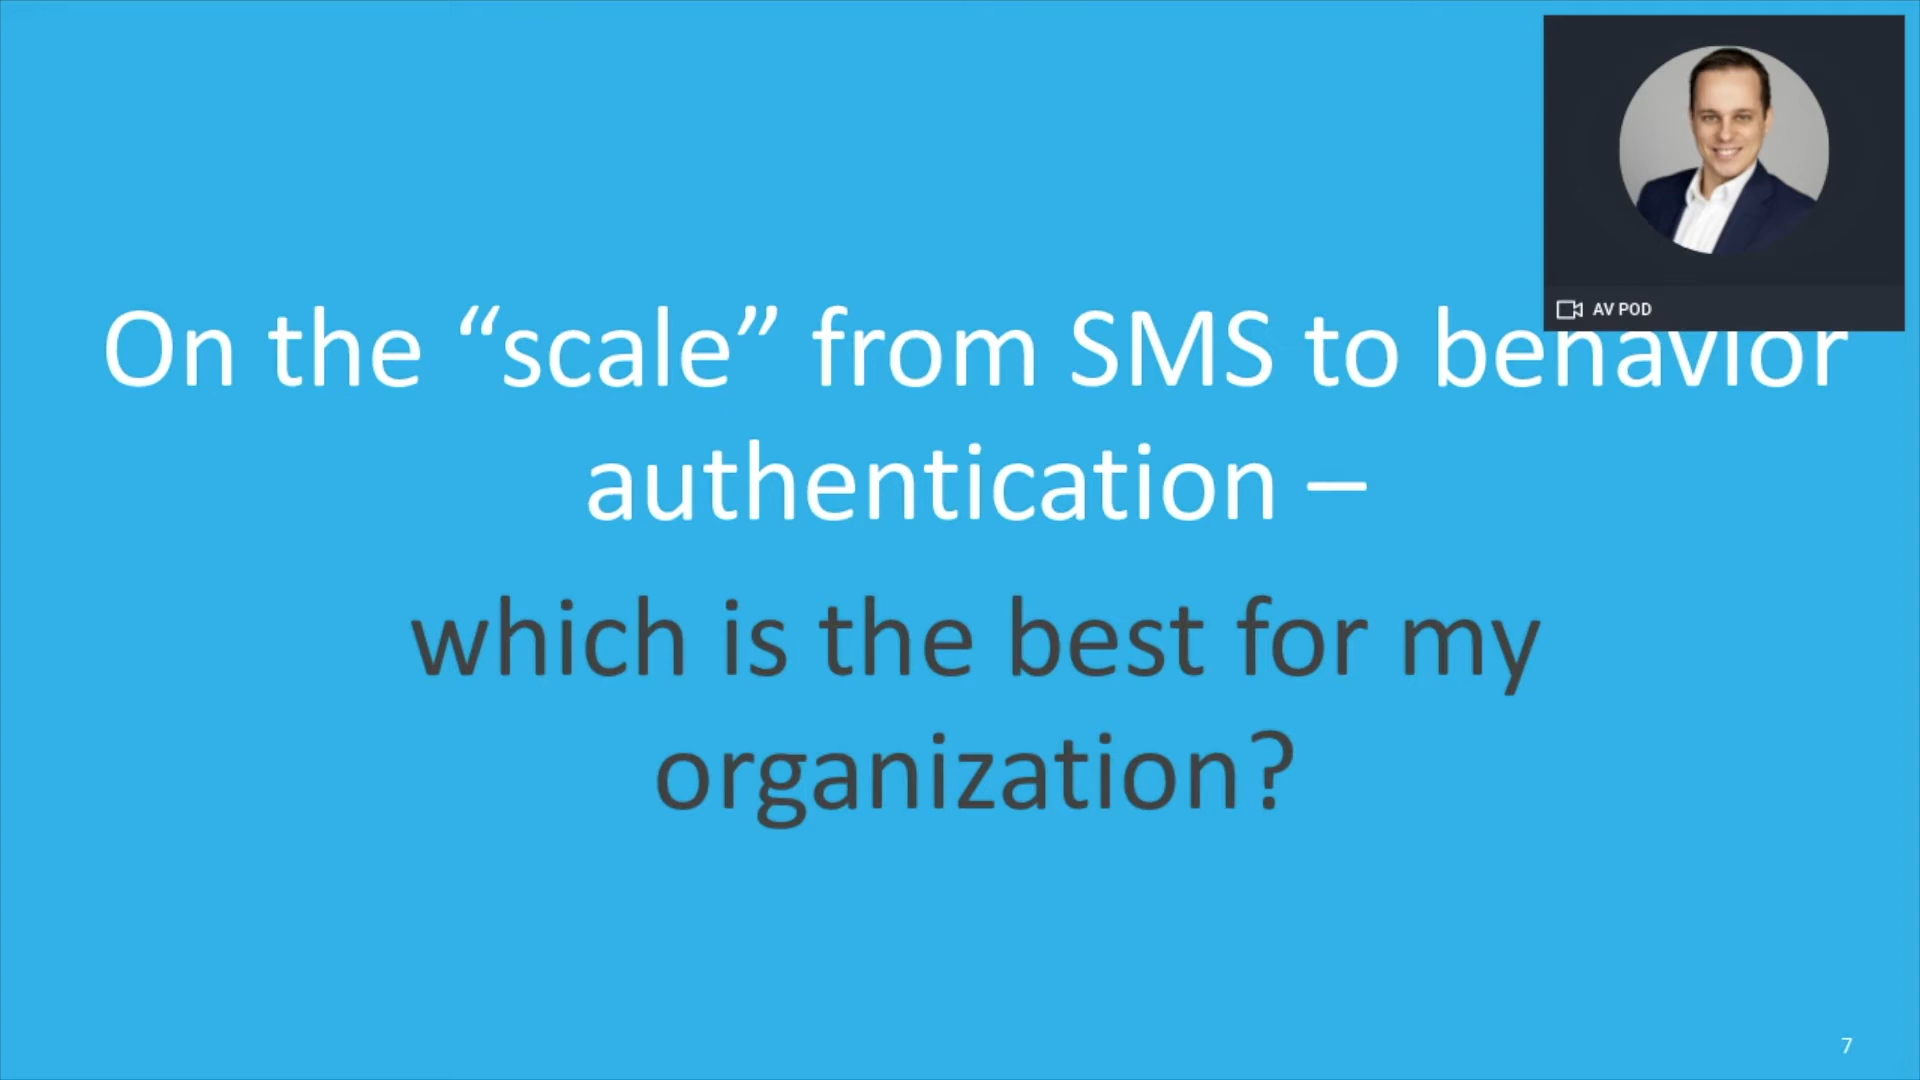 AV POD
On the “scale” from SMS to behavior
authentication –
which is the best for my
organization?
7